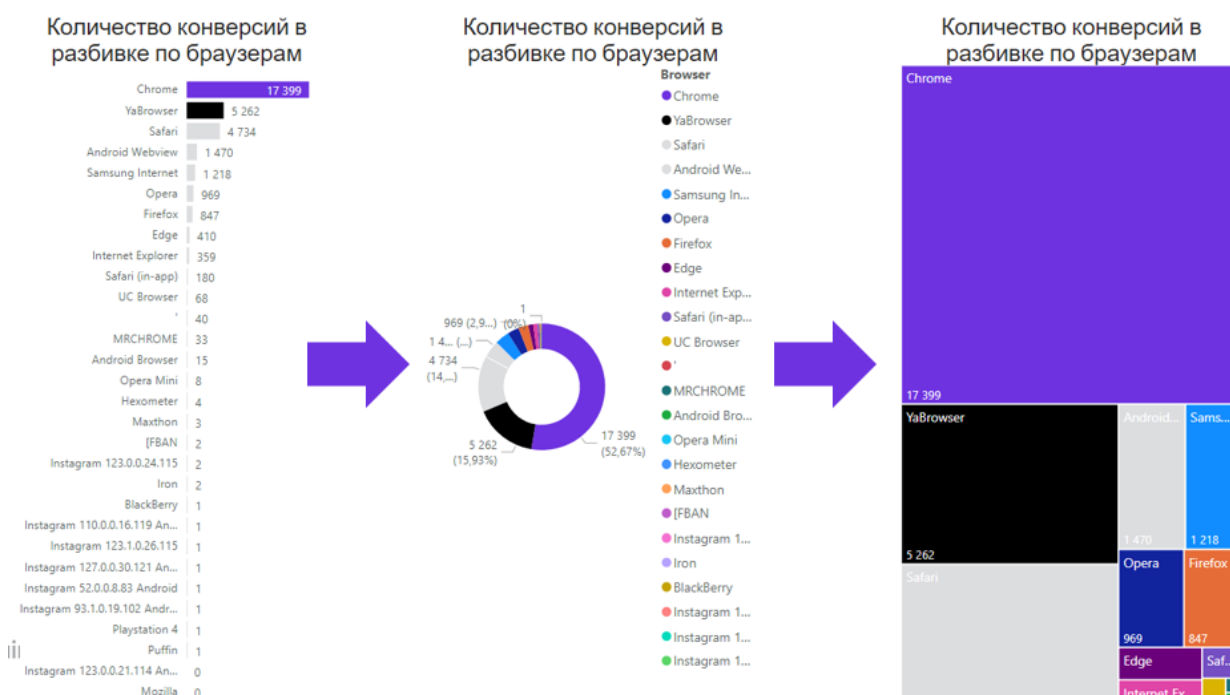 Количество конверсий в
разбивке по браузерам
Chrome 17 399
YaBrowser 5 262
Safari 4 734
Android Webview 1 470
Samsung Internet 1 218
Opera 969
Firefox 847
Edge 410
Internet Explorer 359
Safari (in-app) 180
UC Browser 68
' 40
MRCHROME 33
Android Browser 15
Opera Mini 8
Hexometer 4
Maxthon 3
[FBAN 2
Instagram 123.0.0.24.115 2
Iron 2
BlackBerry 1
Instagram 110.0.0.16.119 An... 1
Instagram 123.1.0.26.115 1
Instagram 127.0.0.30.121 An... 1
Instagram 52.0.0.8.83 Android 1
Instagram 93.1.0.19.102 Andr... 1
Playstation 4 1
Puffin 1
Instagram 123.0.0.21.114 An... 0
Mozilla 0
Количество конверсий в
разбивке по браузерам
1
969 (2,9...) (0%)
1 4... (...)
4 734
(14,...)
5 262
(15,93%)
17 399
(52,67%)
Browser
Chrome
YaBrowser
Safari
Android We...
Samsung In...
Opera
Firefox
Edge
Internet Exp...
Safari (in-ap...
UC Browser
'
MRCHROME
Android Bro...
Opera Mini
Hexometer
Maxthon
[FBAN
Instagram 1...
Iron
BlackBerry
Instagram 1...
Instagram 1...
Instagram 1...
Количество конверсий в
разбивке по браузерам
Chrome
17 399
YaBrowser
5 262
Android...
1 470
Sams...
1 218
Safari
Opera
969
Firefox
847
Edge
Saf...
Internet Ex...